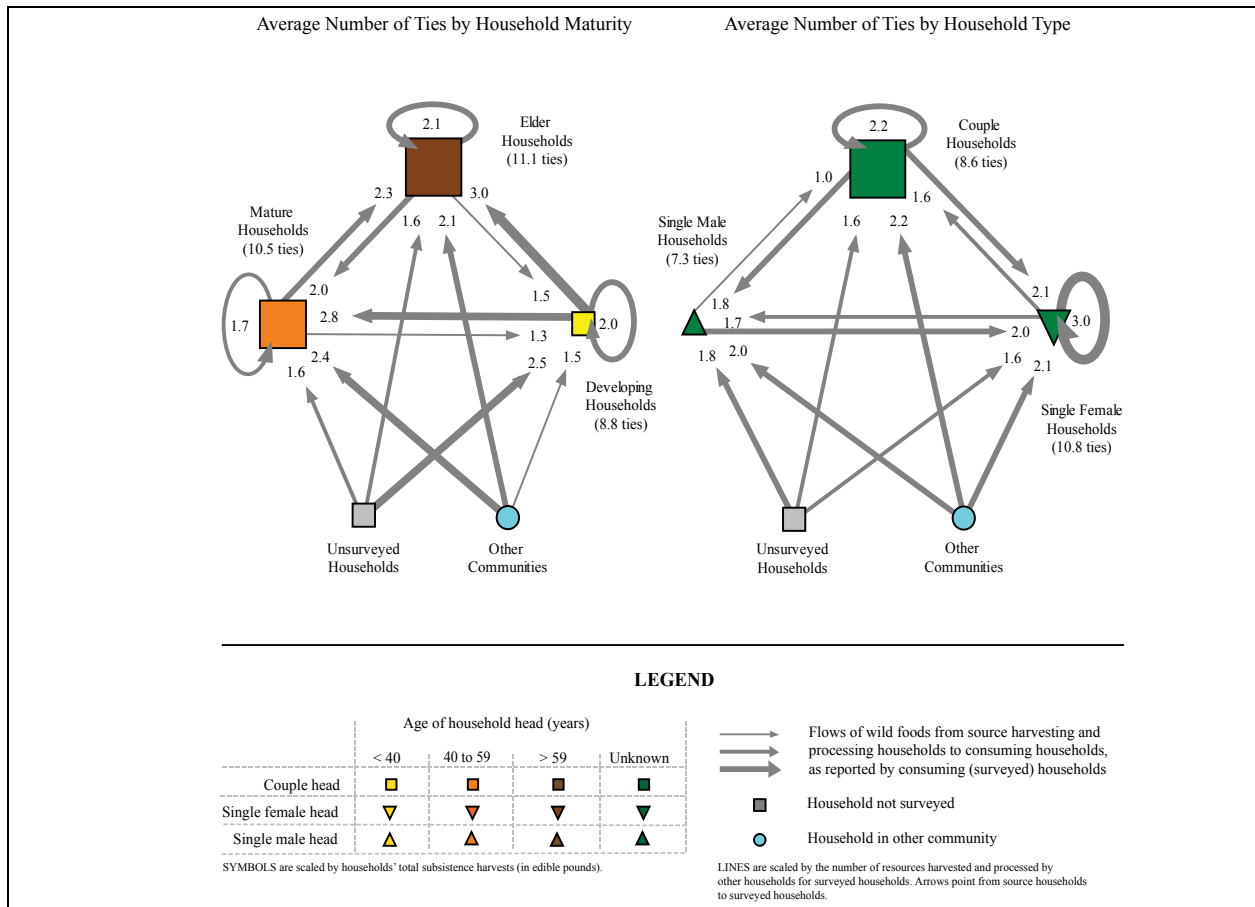 Average Number of Ties by Household Maturity
Average Number of Ties by Household Type
2.1
Elder
Households
(11.1 ties)
2.3
3.0
Mature
Households
(10.5 ties)
1.6
2.1
2.0
1.5
2.8
1.7
2.0
1.3
2.4
2.5
1.5
1.6
Developing
Households
(8.8 ties)
Unsurveyed
Households
Other
Communities
2.2
Couple
Households
(8.6 ties)
1.0
1.6
Single Male
Households
(7.3 ties)
1.6
2.2
1.8
2.1
1.7
2.0
3.0
1.8
2.0
1.6
2.1
Single Female
Households
(10.8 ties)
Unsurveyed
Households
Other
Communities
LEGEND
Age of household head (years)
< 40
40 to 59
> 59
Unknown
Couple head
Single female head
Single male head
SYMBOLS are scaled by households' total subsistence harvests (in edible pounds).
Flows of wild foods from source harvesting and
processing households to consuming households,
as reported by consuming (surveyed) households
Household not surveyed
Household in other community
LINES are scaled by the number of resources harvested and processed by
other households for surveyed households. Arrows point from source households
to surveyed households.